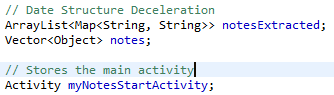 // Date Structure Deceleration
ArrayList<Map<String, String>> notesExtracted;
Vector<Object> notes;
// Stores the main activity
Activity myNotesStartActivity;